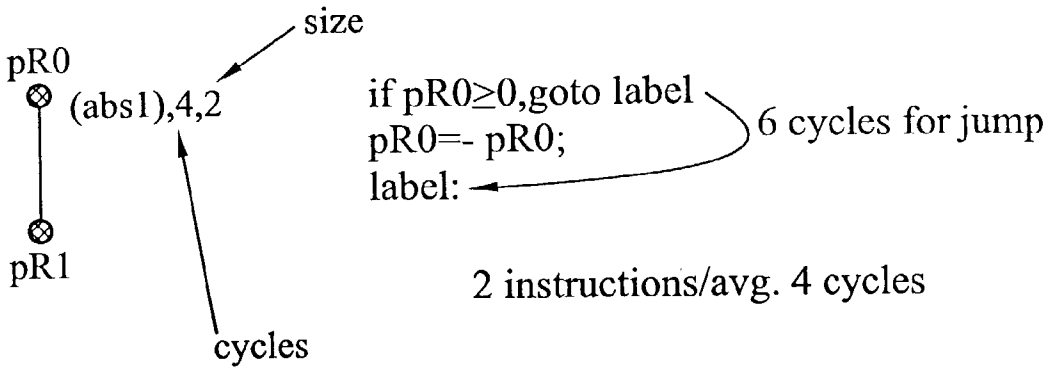 size
pR0
(abs1),4,2
pR1
cycles
if pR0≥0,goto label
pR0=- pR0;
label:
6 cycles for jump
2 instructions/avg. 4 cycles